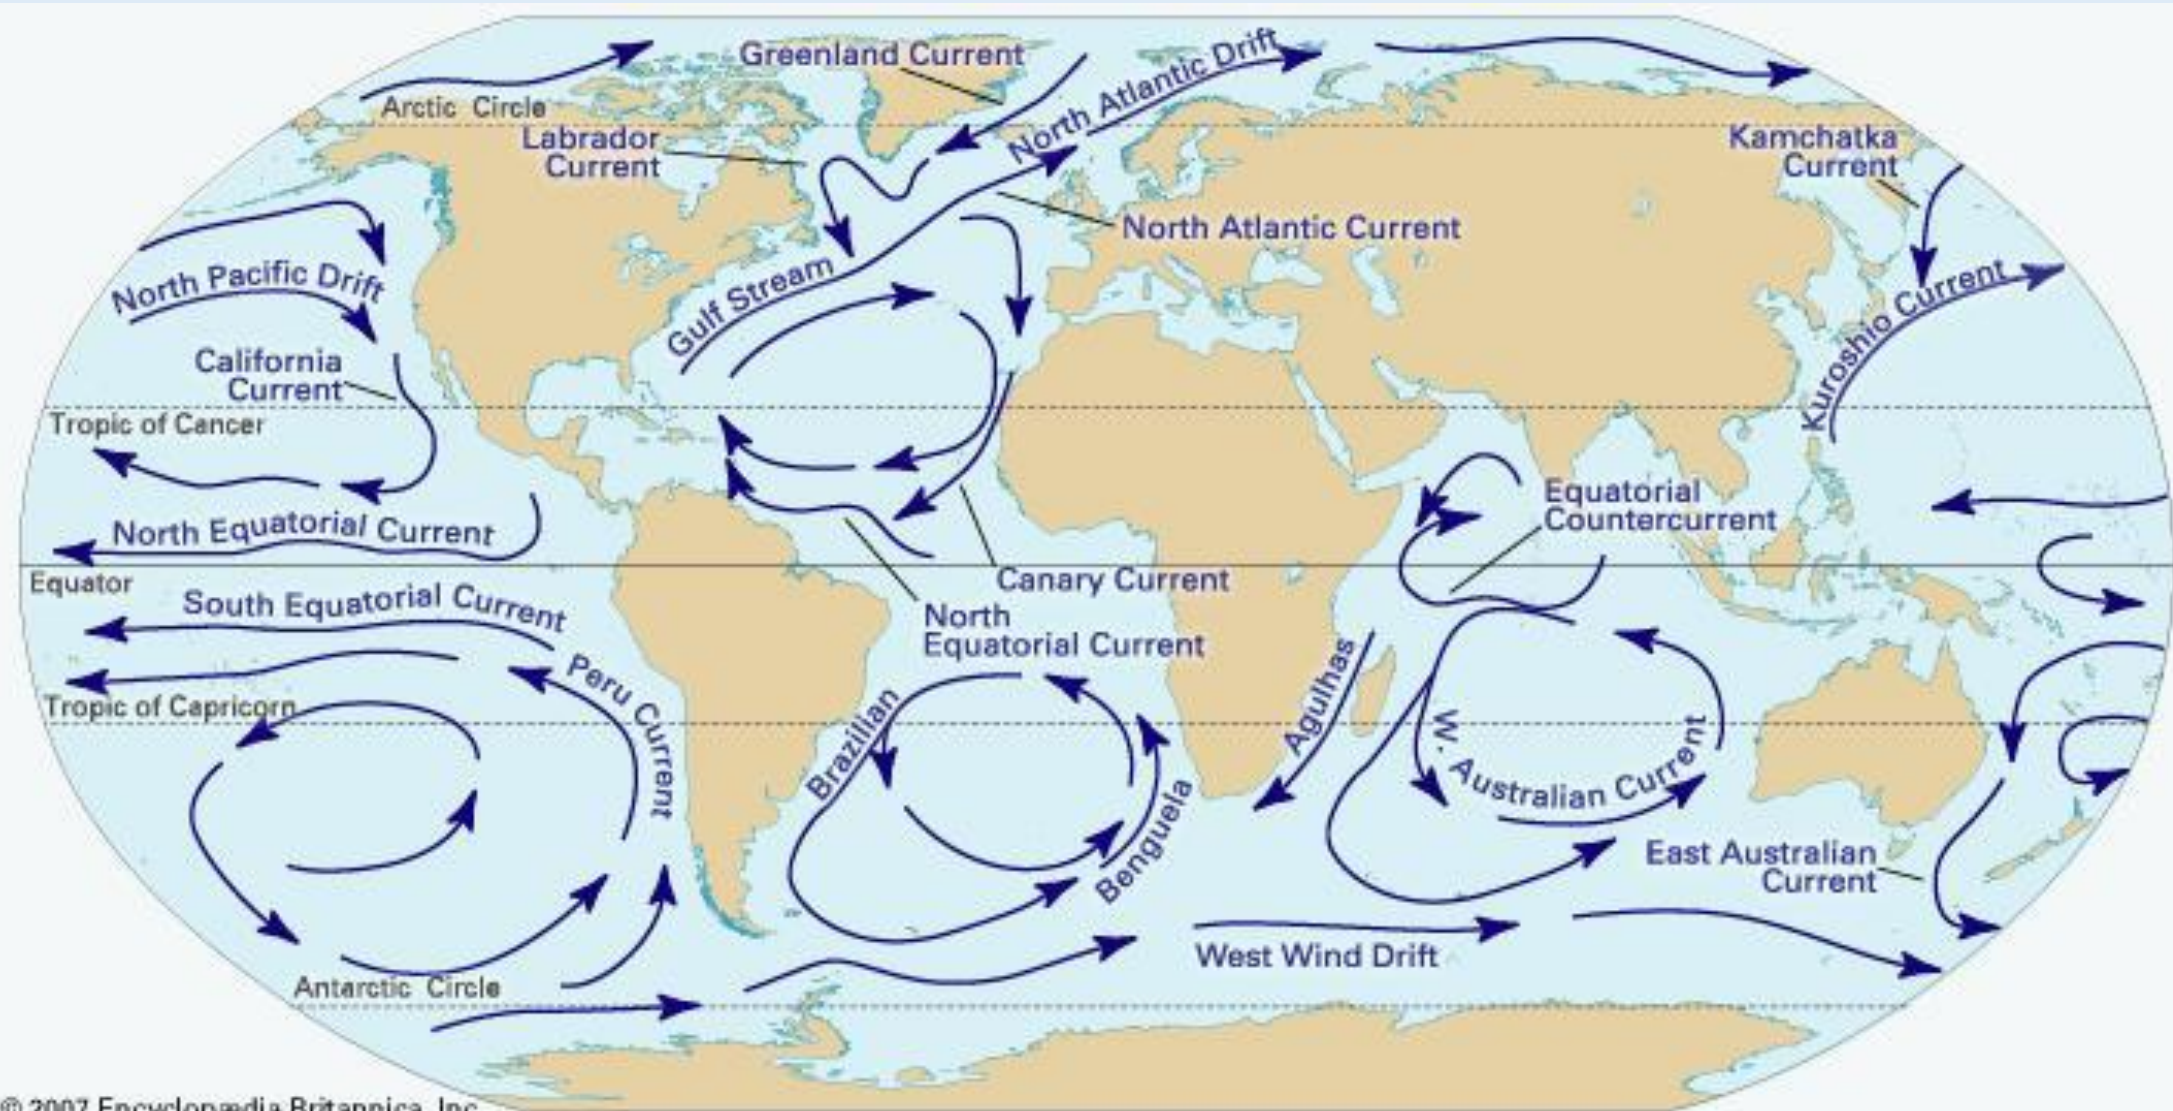 Greenland Current
North Atlantic Drift
Arctic Circle
Labrador
Current
Kamchatka
Current
North Atlantic Current
North Pacific Drift
Gulf Stream
Kuroshio Current
California
Current
Tropic of Cancer
Equatorial
Countercurrent
North Equatorial Current
Equator
Canary Current
South Equatorial Current
North
Equatorial Current
Peru Current
Agulhas
Tropic of Capricorn
Brazilian
W. Australian Current
Benguela
East Australian
Current
West Wind Drift
Antarctic Circle
© 2007 Encyclopædia Britannica, Inc.